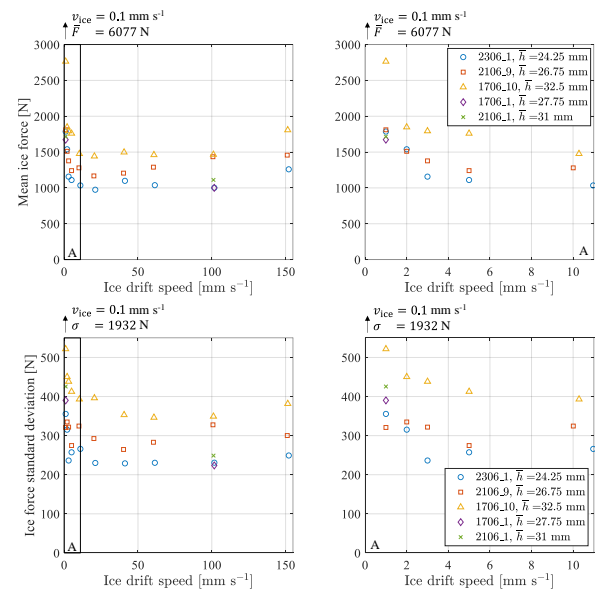 v_ice = 0.1 mm s⁻¹
F̅ = 6077 N
v_ice = 0.1 mm s⁻¹
F̅ = 6077 N
3000
2500
2000
1500
1000
500
0
Mean ice force [N]
A
0 50 100 150
Ice drift speed [mm s⁻¹]
3000
2500
2000
1500
1000
500
0
2306_1, h̅ =24.25 mm
2106_9, h̅ =26.75 mm
1706_10, h̅ =32.5 mm
1706_1, h̅ =27.75 mm
2106_1, h̅ =31 mm
A
0 2 4 6 8 10
Ice drift speed [mm s⁻¹]
v_ice = 0.1 mm s⁻¹
σ = 1932 N
v_ice = 0.1 mm s⁻¹
σ = 1932 N
500
400
300
200
100
0
Ice force standard deviation [N]
A
0 50 100 150
Ice drift speed [mm s⁻¹]
500
400
300
200
100
0
2306_1, h̅ =24.25 mm
2106_9, h̅ =26.75 mm
1706_10, h̅ =32.5 mm
1706_1, h̅ =27.75 mm
2106_1, h̅ =31 mm
A
0 2 4 6 8 10
Ice drift speed [mm s⁻¹]